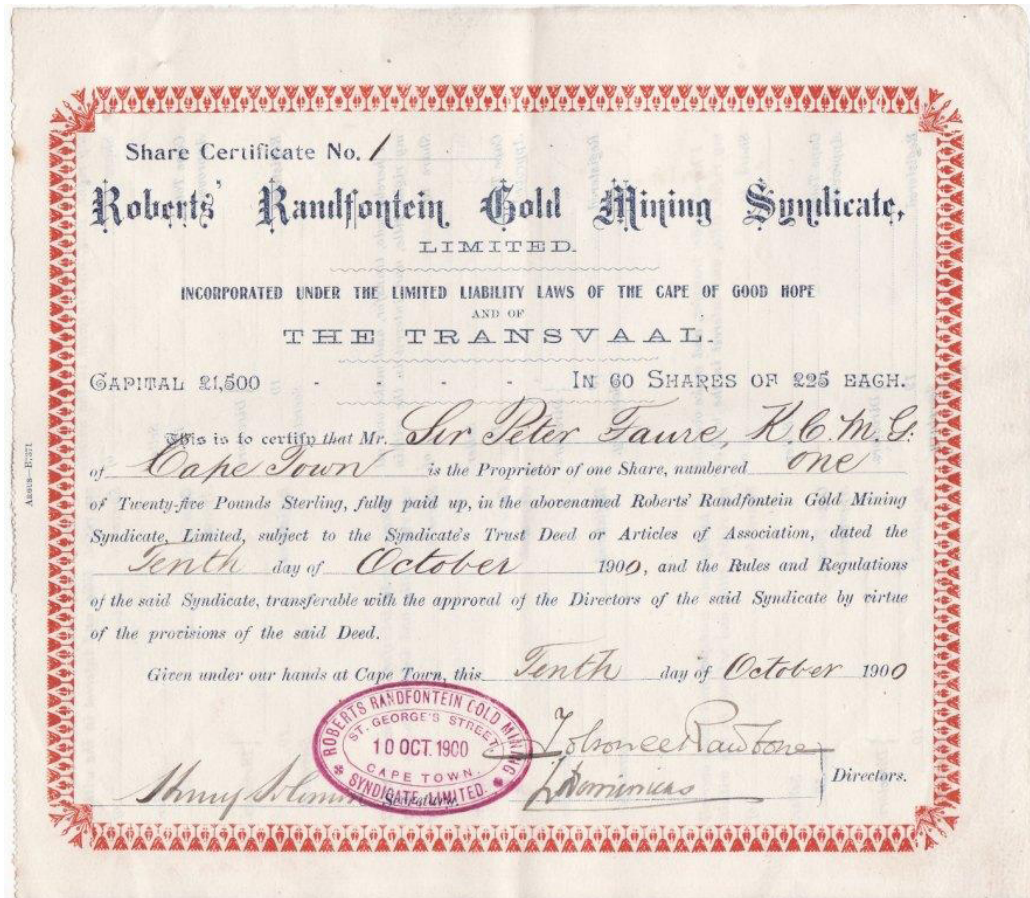 Share Certificate No. 1
Roberts' Randfontein Gold Mining Syndicate,
LIMITED.
INCORPORATED UNDER THE LIMITED LIABILITY LAWS OF THE CAPE OF GOOD HOPE
AND OF
THE TRANSVAAL.
CAPITAL £1,500 - - - - - IN 60 SHARES OF £25 EACH.
This is to certify that Mr. Sir Peter Faure, K.C.M.G.
of Cape Town is the Proprietor of one Share, numbered one
of Twenty-five Pounds Sterling, fully paid up, in the abovenamed Roberts' Randfontein Gold Mining
Syndicate, Limited, subject to the Syndicate's Trust Deed or Articles of Association, dated the
Tenth day of October 1900, and the Rules and Regulations
of the said Syndicate, transferable with the approval of the Directors of the said Syndicate by virtue
of the provisions of the said Deed.
Given under our hands at Cape Town, this Tenth day of October 1900
ROBERTS RANDFONTEIN GOLD MINING
ST. GEORGE'S STREET,
10 OCT. 1900
CAPE TOWN.
SYNDICATE LIMITED.
Secretary.
Directors.